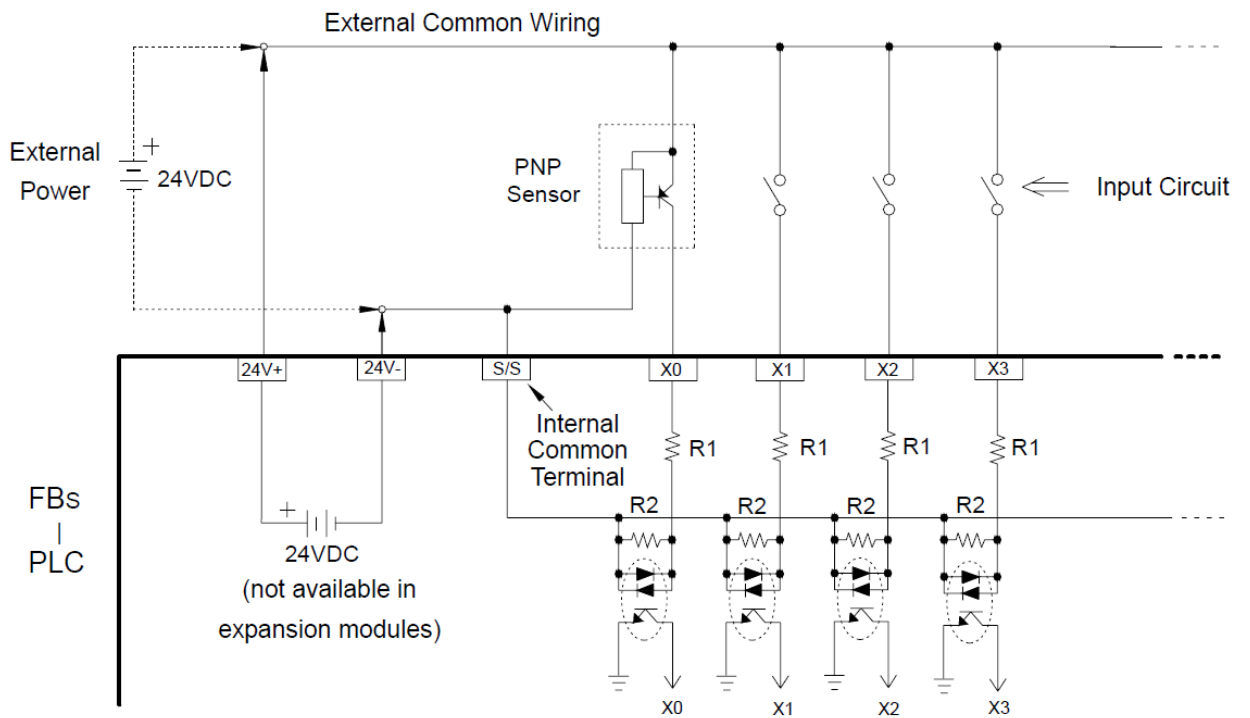 External Common Wiring
External
Power
+
24VDC
PNP
Sensor
Input Circuit
24V+
24V-
S/S
X0
X1
X2
X3
Internal
Common
Terminal
R1
R1
R1
R1
FBs
PLC
+
24VDC
(not available in
expansion modules)
R2
R2
R2
R2
X0
X1
X2
X3